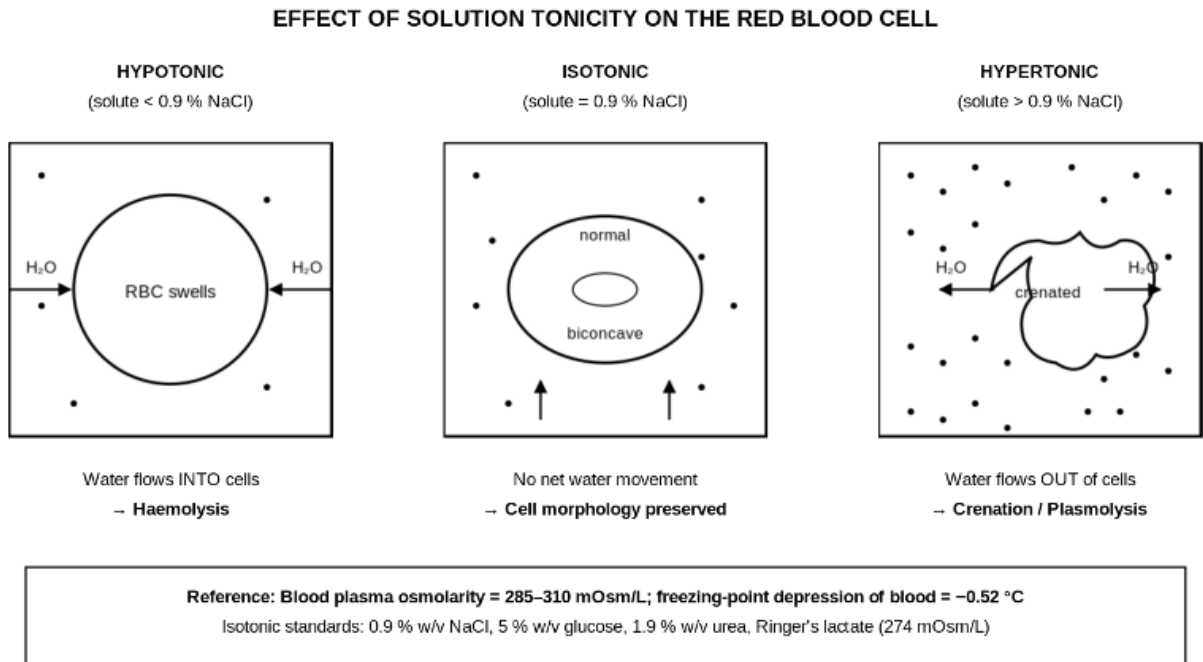 EFFECT OF SOLUTION TONICITY ON THE RED BLOOD CELL
HYPOTONIC
(solute < 0.9 % NaCl)
H₂O
H₂O
RBC swells
Water flows INTO cells
→ Haemolysis
ISOTONIC
(solute = 0.9 % NaCl)
normal
biconcave
No net water movement
→ Cell morphology preserved
HYPERTONIC
(solute > 0.9 % NaCl)
H₂O
H₂O
crenated
Water flows OUT of cells
→ Crenation / Plasmolysis
Reference: Blood plasma osmolarity = 285–310 mOsm/L; freezing-point depression of blood = −0.52 °C
Isotonic standards: 0.9 % w/v NaCl, 5 % w/v glucose, 1.9 % w/v urea, Ringer's lactate (274 mOsm/L)